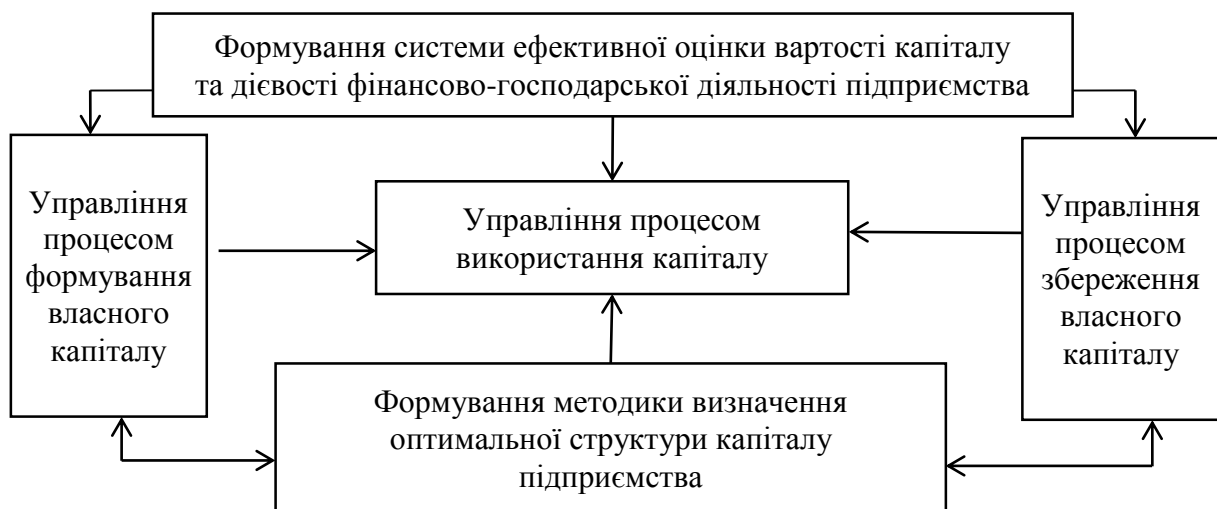 Формування системи ефективної оцінки вартості капіталу
та дієвості фінансово-господарської діяльності підприємства
Управління
процесом
формування
власного
капіталу
Управління процесом
використання капіталу
Управління
процесом
збереження
власного
капіталу
Формування методики визначення
оптимальної структури капіталу
підприємства